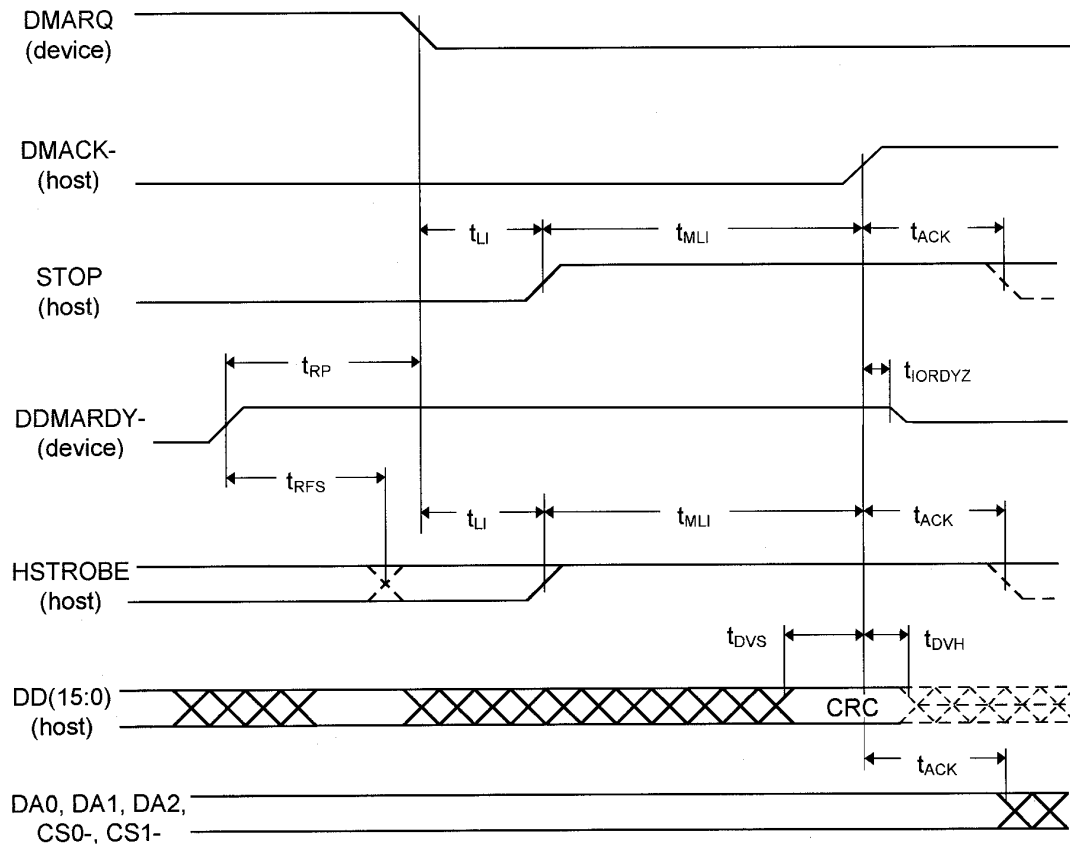 DMARQ
(device)
DMACK-
(host)
tLI
tMLI
tACK
STOP
(host)
tRP
tIORDYZ
DDMARDY-
(device)
tRFS
tLI
tMLI
tACK
HSTROBE
(host)
tDVS
tDVH
DD(15:0)
(host)
CRC
tACK
DA0, DA1, DA2,
CS0-, CS1-